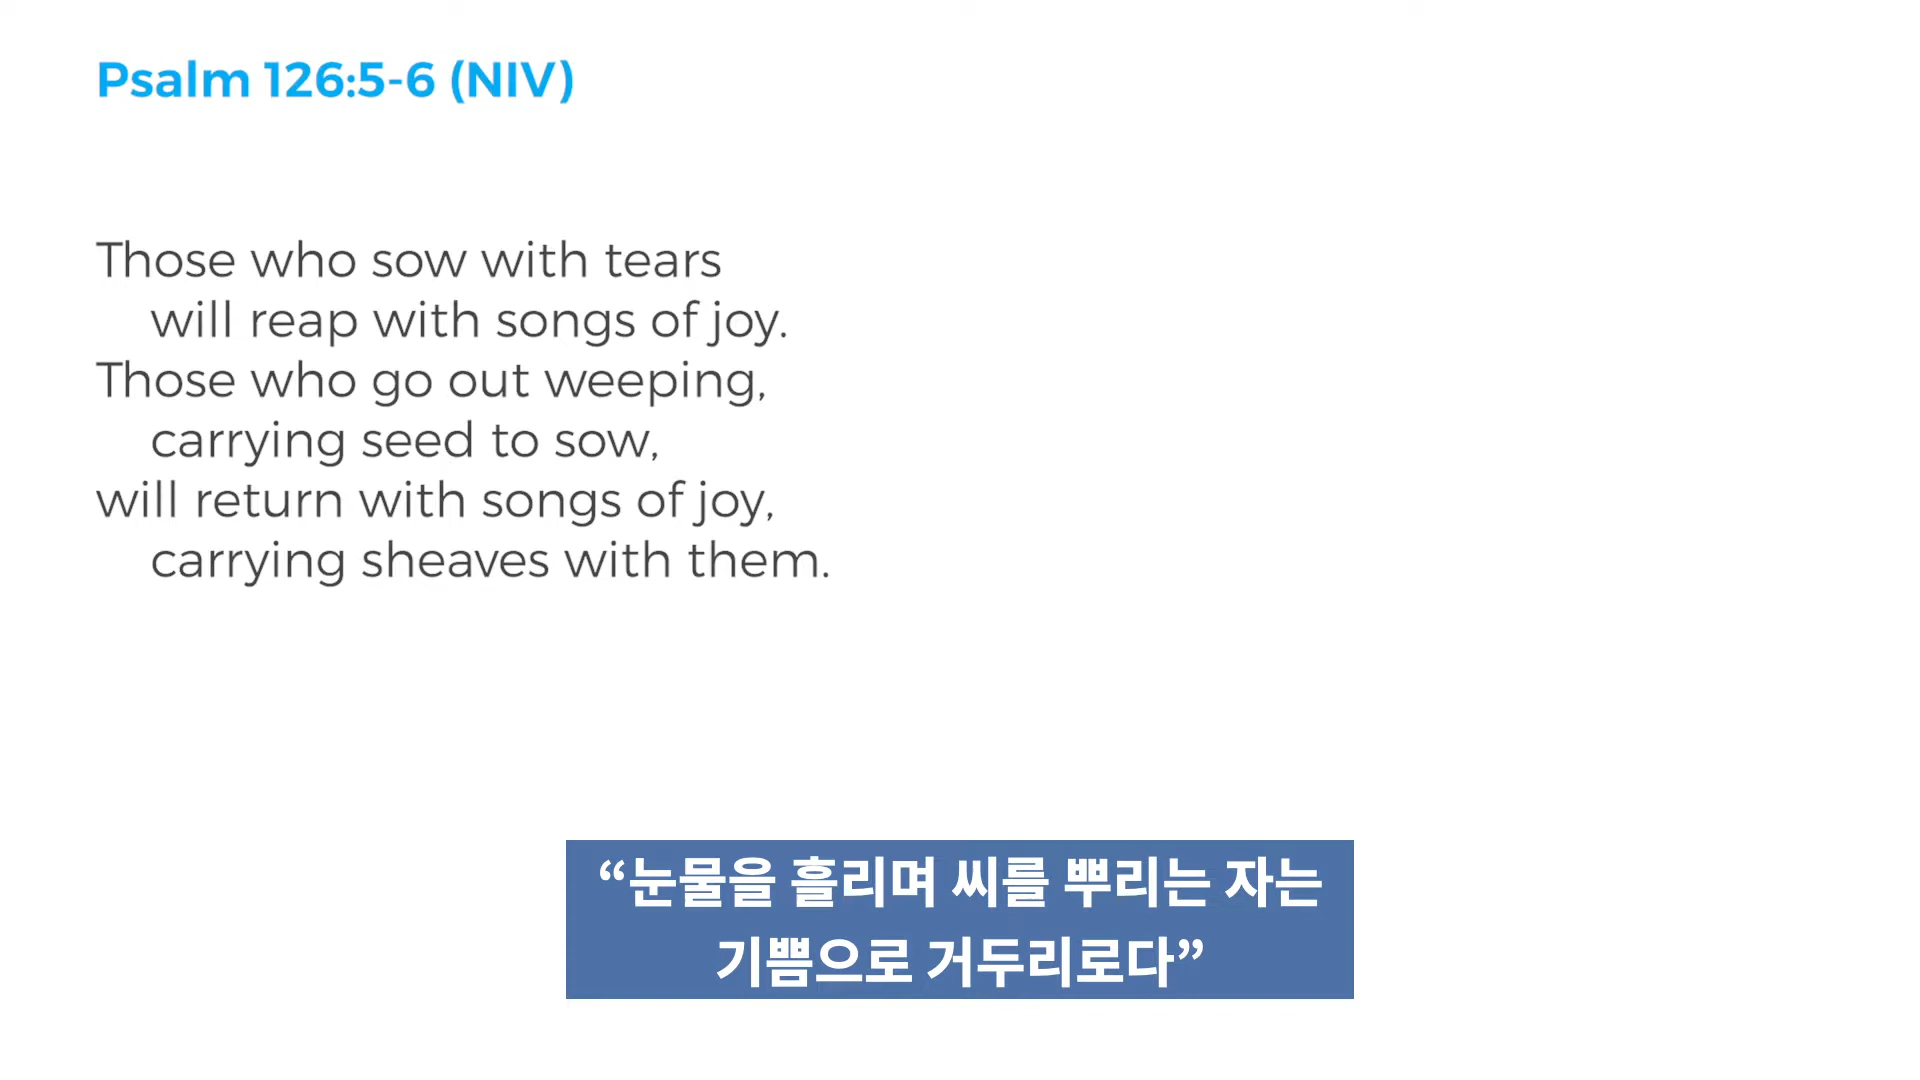 Psalm 126:5-6 (NIV)
Those who sow with tears
will reap with songs of joy.
Those who go out weeping,
carrying seed to sow,
will return with songs of joy,
carrying sheaves with them.
“눈물을 흘리며 씨를 뿌리는 자는
기쁨으로 거두리로다”